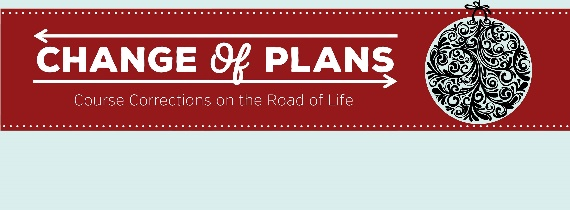 CHANGE Of PLANS
Course Corrections on the Road of Life